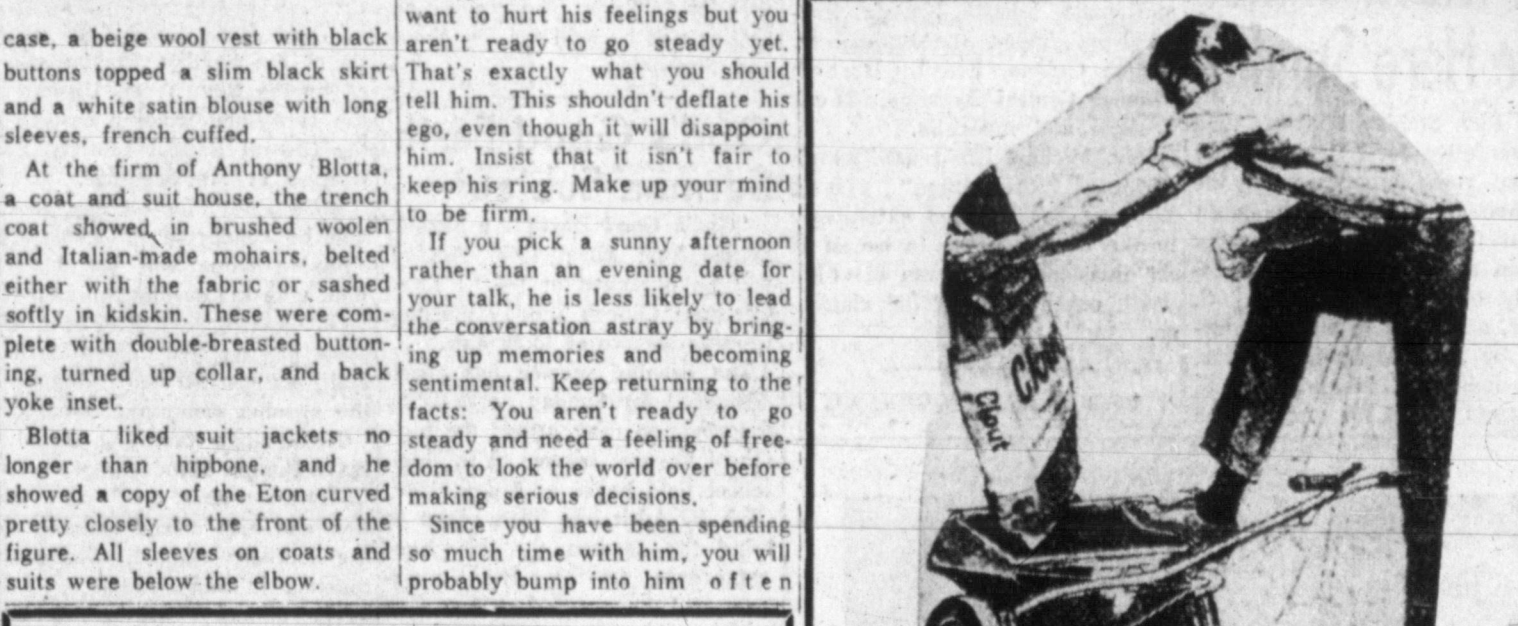 case, a beige wool vest with black
buttons topped a slim black skirt
and a white satin blouse with long
sleeves, french cuffed.
At the firm of Anthony Blotta,
a coat and suit house, the trench
coat showed in brushed woolen
and Italian-made mohairs, belted
either with the fabric or sashed
softly in kidskin. These were com-
plete with double-breasted button-
ing, turned up collar, and back
yoke inset.
Blotta liked suit jackets no
longer than hipbone, and he
showed a copy of the Eton curved
pretty closely to the front of the
figure. All sleeves on coats and
suits were below the elbow.
want to hurt his feelings but you
aren't ready to go steady yet.
That's exactly what you should
tell him. This shouldn't deflate his
ego, even though it will disappoint
him. Insist that it isn't fair to
keep his ring. Make up your mind
to be firm.
If you pick a sunny afternoon
rather than an evening date for
your talk, he is less likely to lead
the conversation astray by bring-
ing up memories and becoming
sentimental. Keep returning to the
facts: You aren't ready to go
steady and need a feeling of free-
dom to look the world over before
making serious decisions.
Since you have been spending
so much time with him, you will
probably bump into him often
Clout